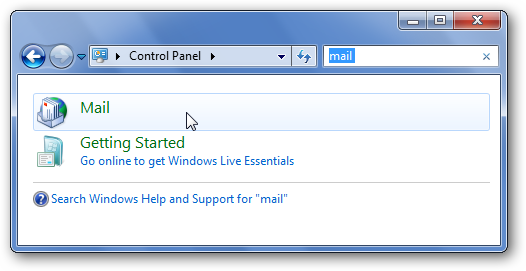 Control Panel
mail
Mail
Getting Started
Go online to get Windows Live Essentials
Search Windows Help and Support for "mail"